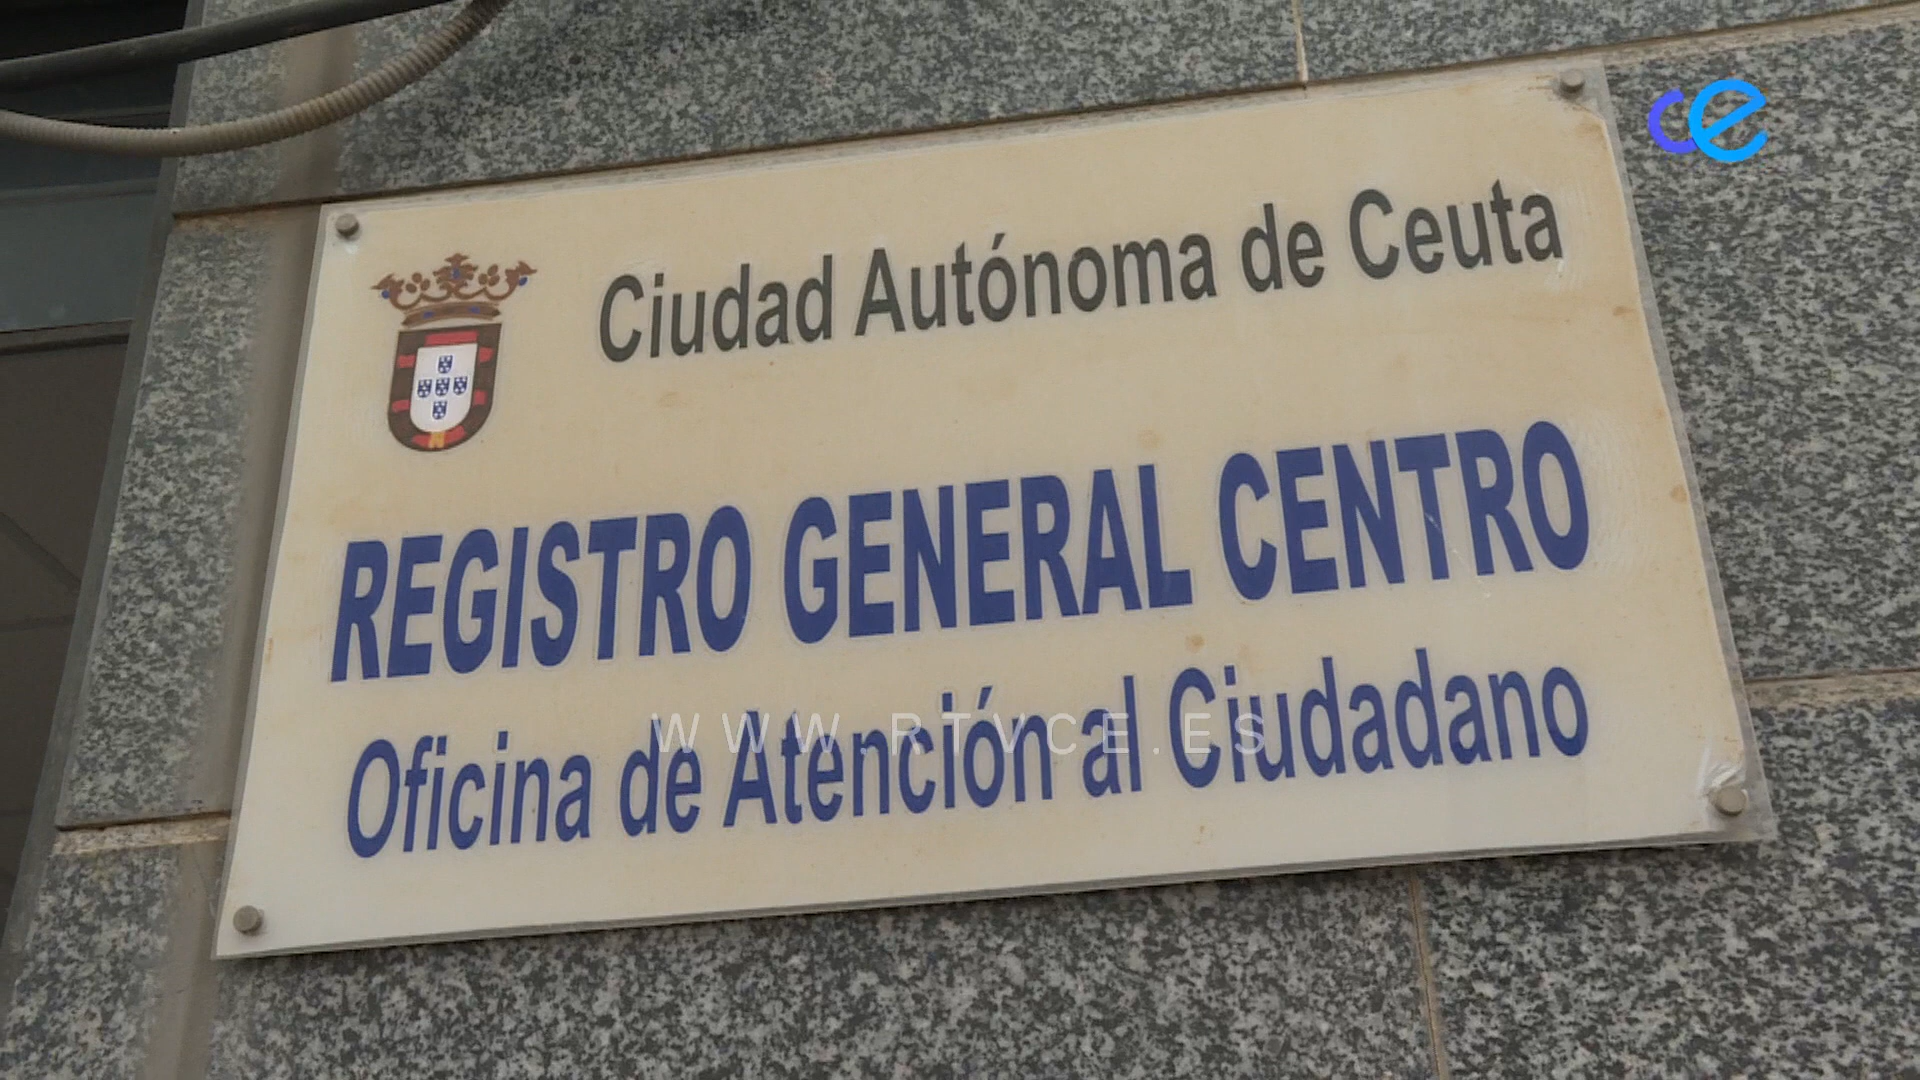 ce
Ciudad Autónoma de Ceuta
REGISTRO GENERAL CENTRO
Oficina de Atención al Ciudadano
WWW.RTVCE.ES